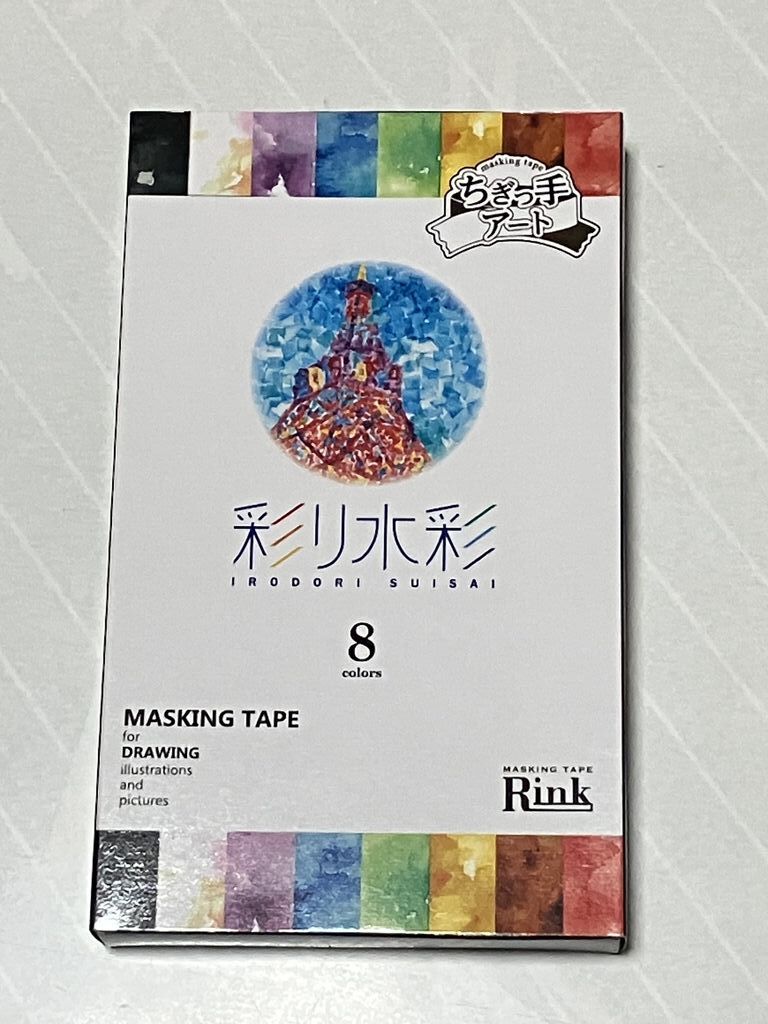 masking tape
ちぎっ手
アート
彩り水彩
IRODORI SUISAI
8
colors
MASKING TAPE
for
DRAWING
illustrations
and
pictures
MASKING TAPE
Rink